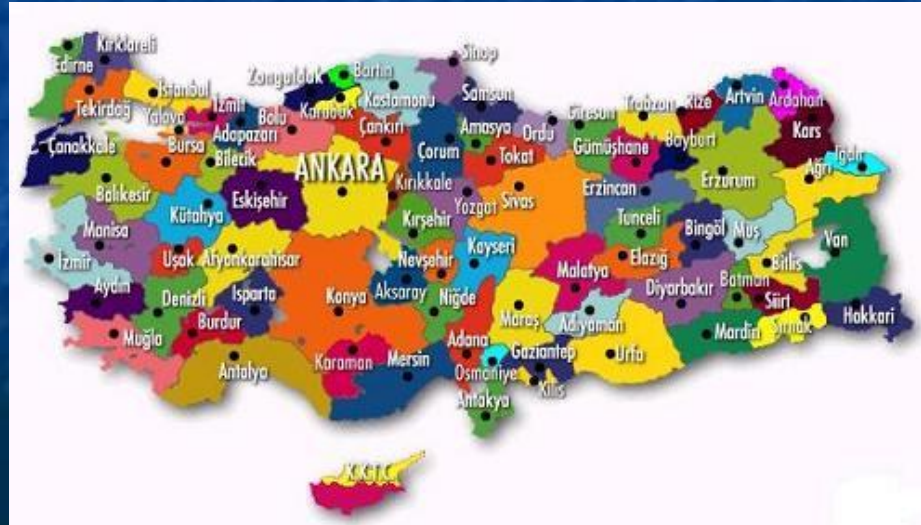 Kırklareli
Edirne
Tekirdağ
İstanbul
Yalova
İzmit
Adapazarı
Bolu
Zonguldak
Bartın
Karabük
Kastamonu
Sinop
Samsun
Çankırı
Çorum
Amasya
Tokat
Ordu
Giresun
Trabzon
Rize
Artvin
Ardahan
Kars
Gümüşhane
Bayburt
Erzurum
Ağrı
Iğdır
Çanakkale
Bursa
Bilecik
Balıkesir
Eskişehir
ANKARA
Kırıkkale
Yozgat
Sivas
Erzincan
Tunceli
Bingöl
Muş
Van
Kütahya
Manisa
İzmir
Uşak
Afyonkarahisar
Kırşehir
Nevşehir
Kayseri
Malatya
Elazığ
Diyarbakır
Batman
Bitlis
Siirt
Şırnak
Hakkari
Aydın
Denizli
Isparta
Burdur
Konya
Aksaray
Niğde
Maraş
Adıyaman
Mardin
Muğla
Antalya
Karaman
Mersin
Adana
Osmaniye
Gaziantep
Kilis
Urfa
Antakya
K.K.T.C.